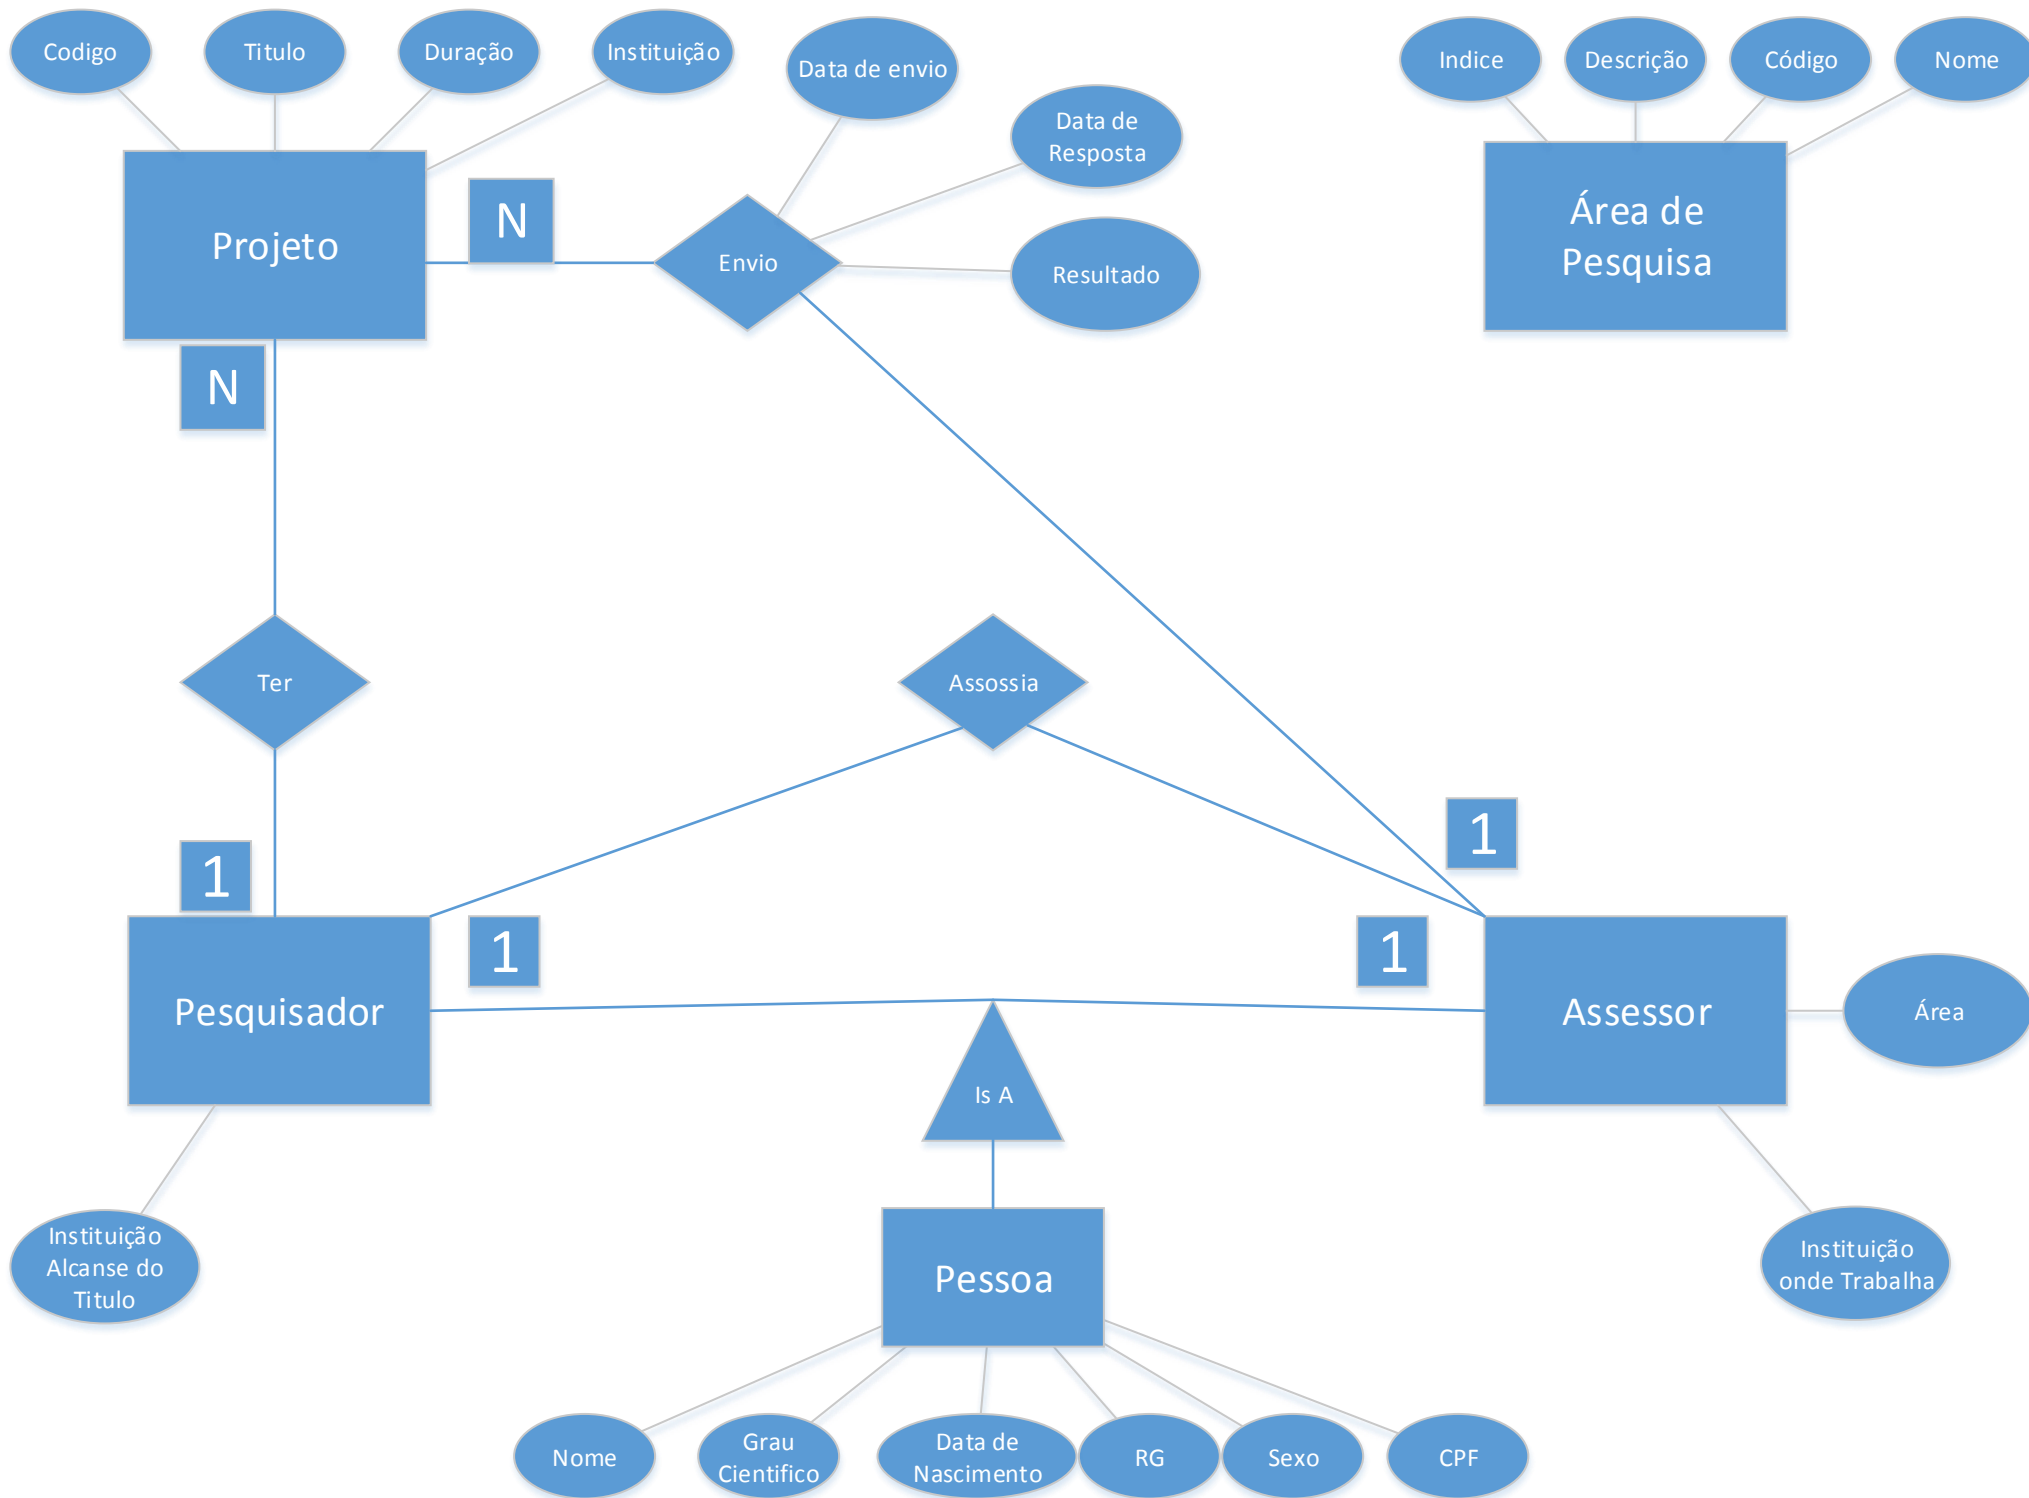 Codigo
Titulo
Duração
Instituição
Data de envio
Data de
Resposta
Resultado
Indice
Descrição
Código
Nome
Projeto
N
Envio
Área de
Pesquisa
N
Ter
Assossia
1
1
1
1
Pesquisador
Assessor
Área
Is A
Instituição
Alcanse do
Titulo
Pessoa
Instituição
onde Trabalha
Nome
Grau
Cientifico
Data de
Nascimento
RG
Sexo
CPF